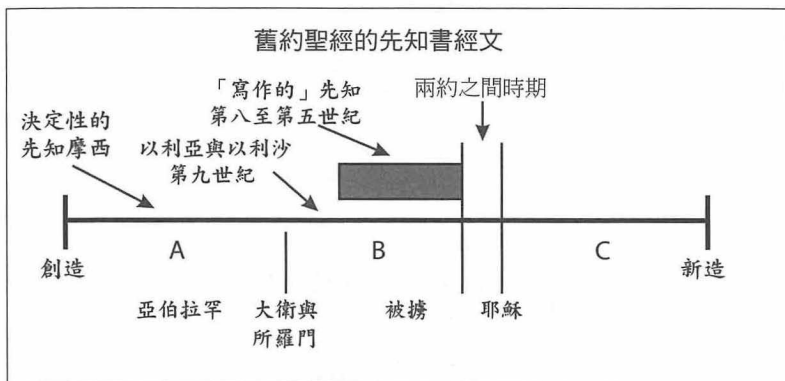 舊約聖經的先知書經文
「寫作的」先知
第八至第五世紀
兩約之間時期
決定性的
先知摩西
以利亞與以利沙
第九世紀
A
B
C
創造
新造
亞伯拉罕
大衛與
所羅門
被擄
耶穌